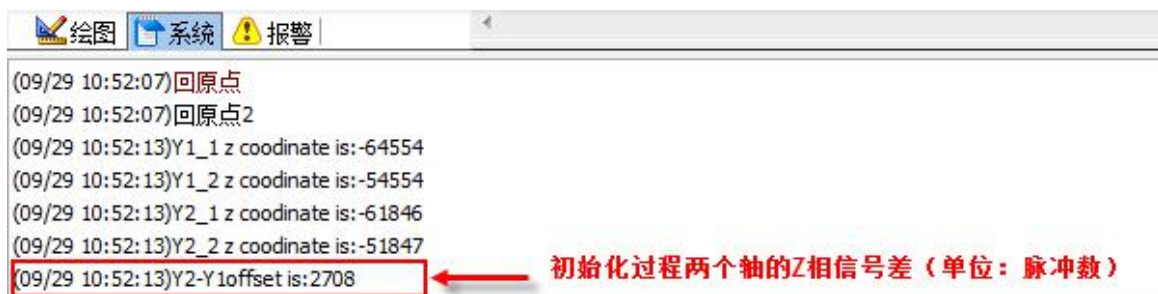 绘图 系统 报警
(09/29 10:52:07)回原点
(09/29 10:52:07)回原点2
(09/29 10:52:13)Y1_1 z coodinate is:-64554
(09/29 10:52:13)Y1_2 z coodinate is:-54554
(09/29 10:52:13)Y2_1 z coodinate is:-61846
(09/29 10:52:13)Y2_2 z coodinate is:-51847
(09/29 10:52:13)Y2-Y1offset is:2708
初始化过程两个轴的Z相信号差（单位：脉冲数）